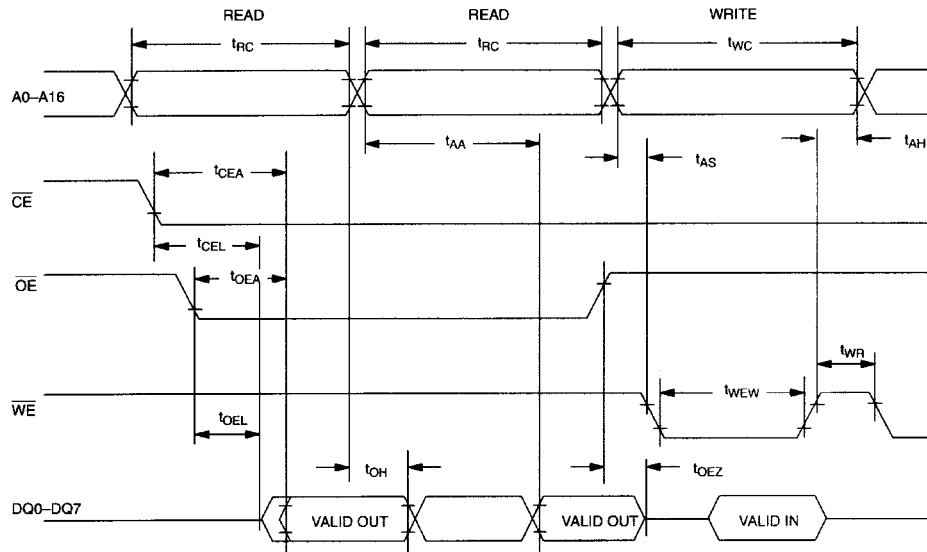 READ READ WRITE
tRC tRC tWC
A0–A16
tAA tAS tAH
tCEA
CE
tCEL
tOEA
OE
tWR
tWEW
WE
tOEL
tOH tOEZ
DQ0–DQ7 VALID OUT VALID OUT VALID IN